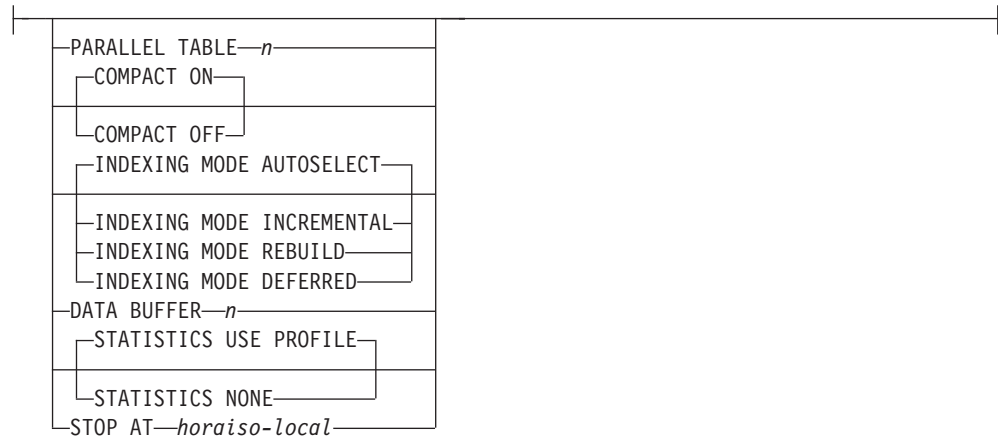 PARALLEL TABLE n
COMPACT ON
COMPACT OFF
INDEXING MODE AUTOSELECT
INDEXING MODE INCREMENTAL
INDEXING MODE REBUILD
INDEXING MODE DEFERRED
DATA BUFFER n
STATISTICS USE PROFILE
STATISTICS NONE
STOP AT horaiso-local